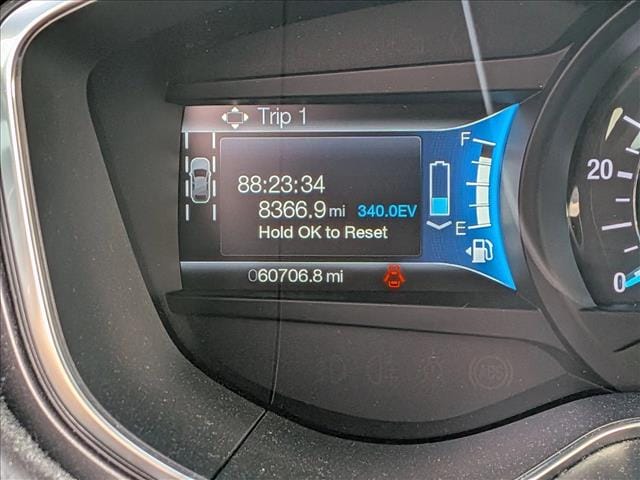 Trip 1
F
88:23:34
8366.9 mi 340.0EV
Hold OK to Reset
E
060706.8 mi
20
0
ABS